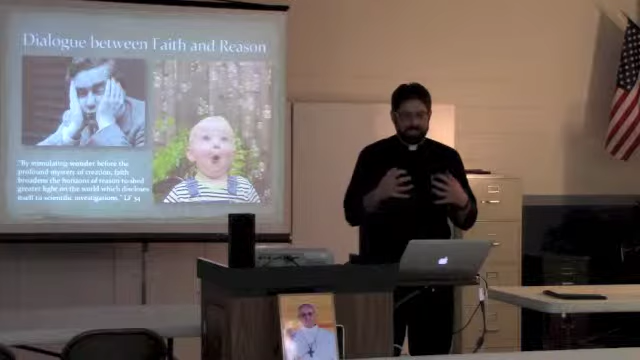 Dialogue between Faith and Reason
"By stimulating wonder before the
profound mystery of creation, faith
broadens the horizons of reason to shed
greater light on the world which discloses
itself to scientific investigations." LF 34